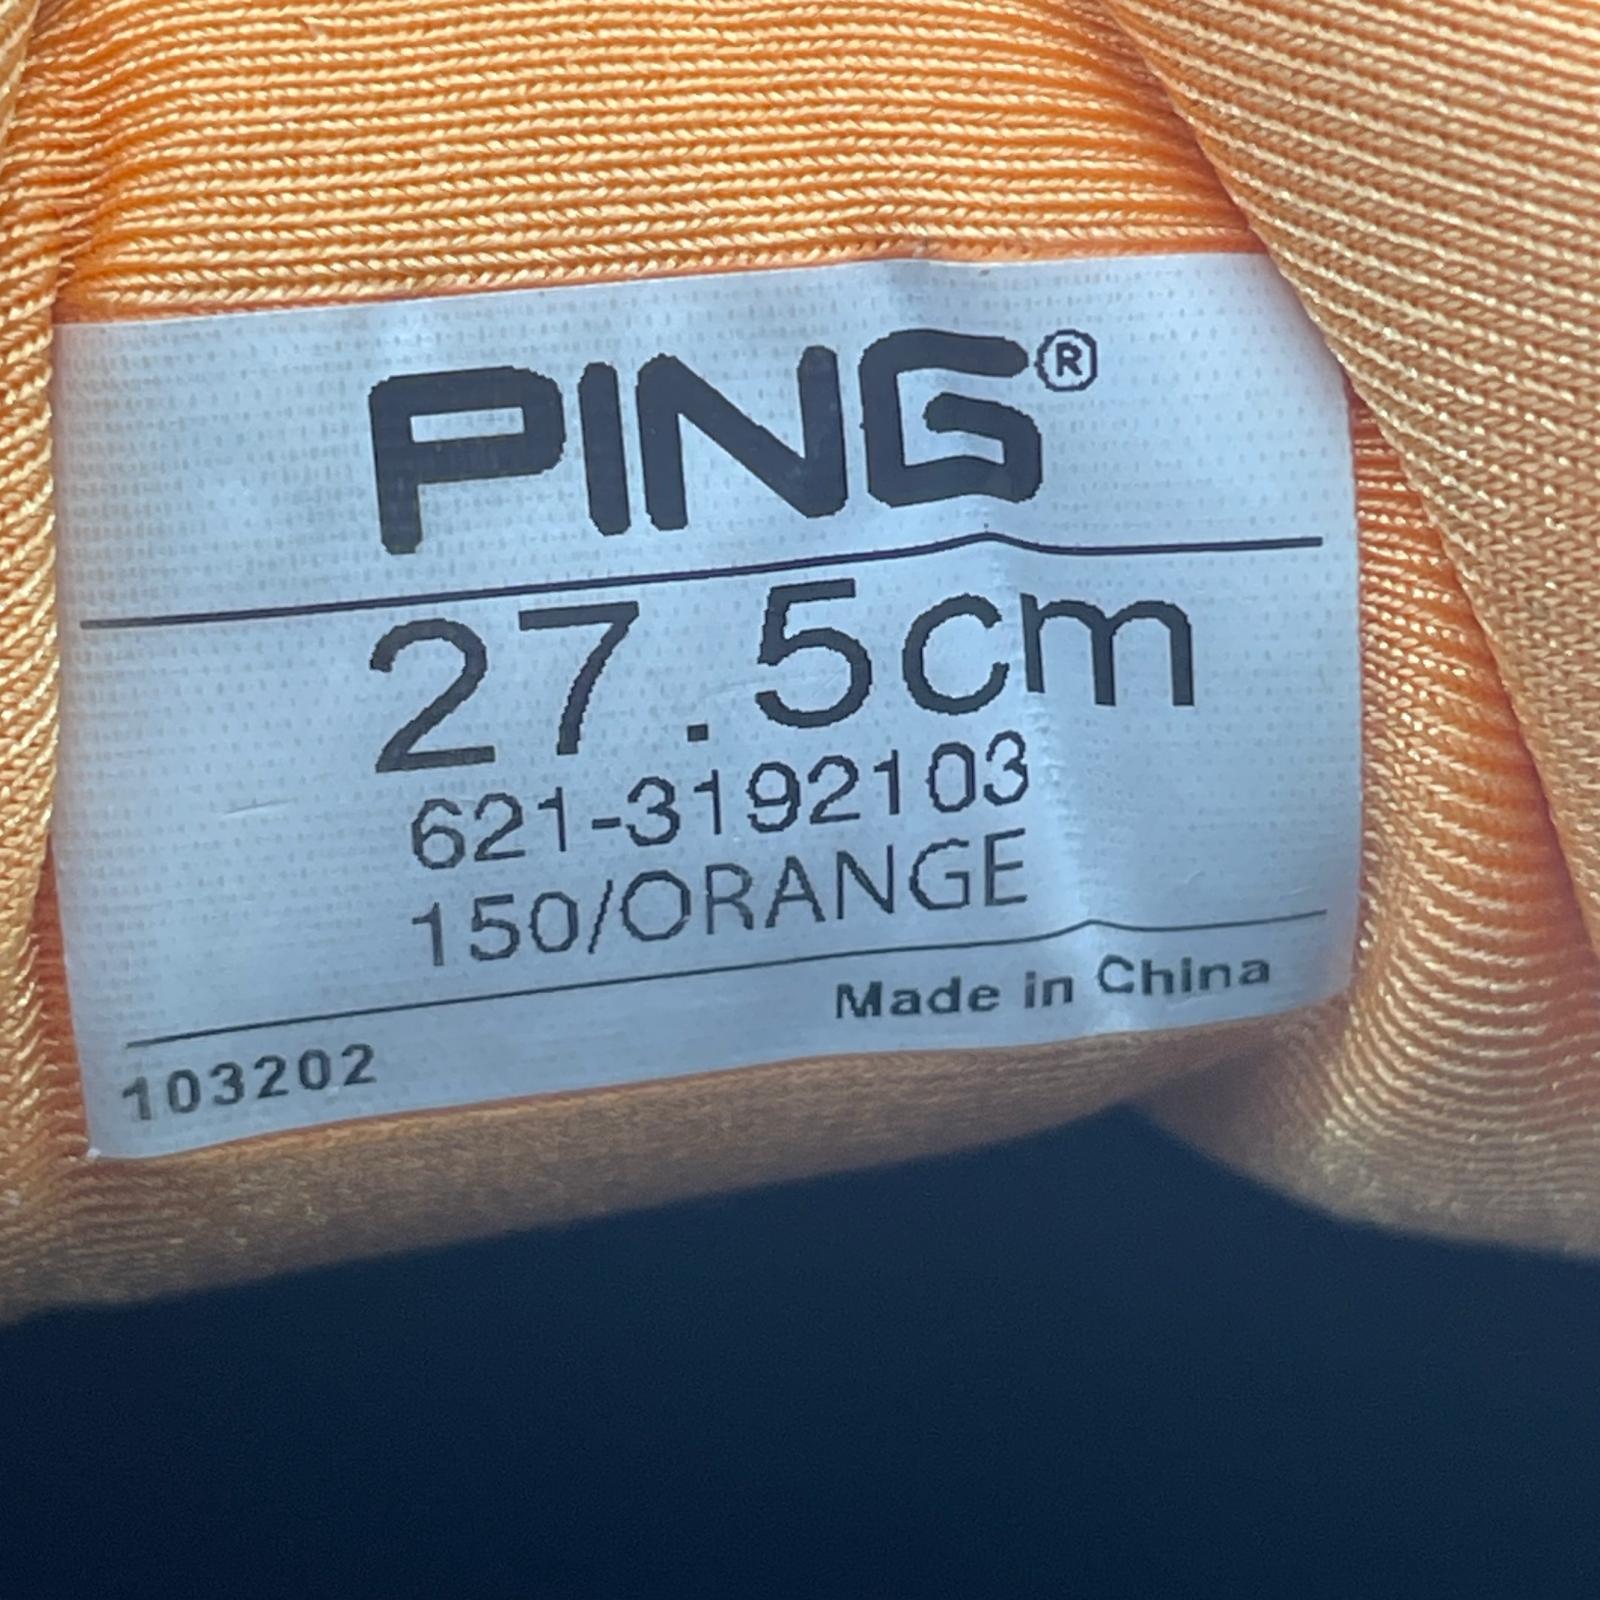 PING®
27.5cm
621-3192103
150/ORANGE
Made in China
103202